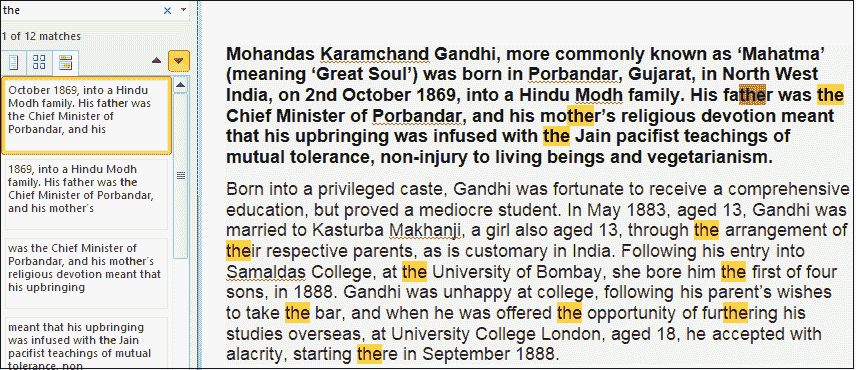 the
1 of 12 matches
October 1869, into a Hindu
Modh family. His father was
the Chief Minister of
Porbandar, and his
1869, into a Hindu Modh
family. His father was the
Chief Minister of Porbandar,
and his mother's
was the Chief Minister of
Porbandar, and his mother's
religious devotion meant that
his upbringing
meant that his upbringing
was infused with the Jain
pacifist teachings of mutual
tolerance, non
Mohandas Karamchand Gandhi, more commonly known as ‘Mahatma’
(meaning ‘Great Soul’) was born in Porbandar, Gujarat, in North West
India, on 2nd October 1869, into a Hindu Modh family. His father was the
Chief Minister of Porbandar, and his mother’s religious devotion meant
that his upbringing was infused with the Jain pacifist teachings of
mutual tolerance, non-injury to living beings and vegetarianism.
Born into a privileged caste, Gandhi was fortunate to receive a comprehensive
education, but proved a mediocre student. In May 1883, aged 13, Gandhi was
married to Kasturba Makhanji, a girl also aged 13, through the arrangement of
their respective parents, as is customary in India. Following his entry into
Samaldas College, at the University of Bombay, she bore him the first of four
sons, in 1888. Gandhi was unhappy at college, following his parent’s wishes
to take the bar, and when he was offered the opportunity of furthering his
studies overseas, at University College London, aged 18, he accepted with
alacrity, starting there in September 1888.